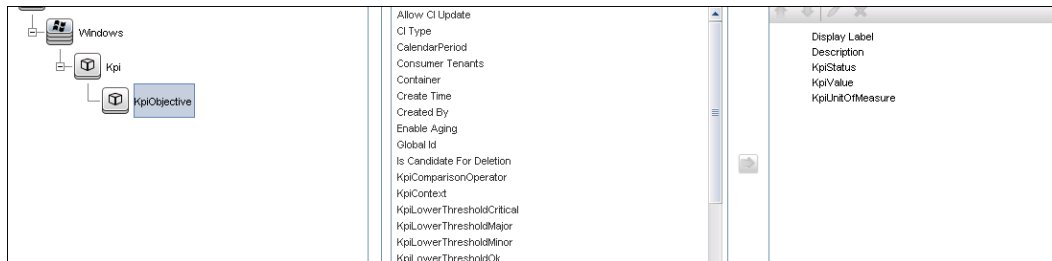 Windows
Kpi
KpiObjective
Allow CI Update
CI Type
CalendarPeriod
Consumer Tenants
Container
Create Time
Created By
Enable Aging
Global Id
Is Candidate For Deletion
KpiComparisonOperator
KpiContext
KpiLowerThresholdCritical
KpiLowerThresholdMajor
KpiLowerThresholdMinor
KpiLowerThresholdOk
Display Label
Description
KpiStatus
KpiValue
KpiUnitOfMeasure